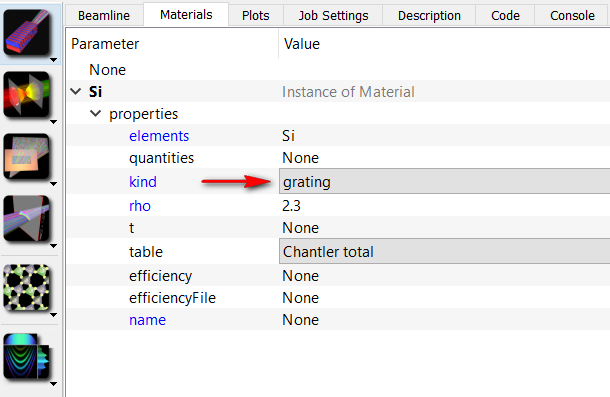 Beamline Materials Plots Job Settings Description Code Console
Parameter Value
None
Si Instance of Material
properties
elements Si
quantities None
kind grating
rho 2.3
t None
table Chantler total
efficiency None
efficiencyFile None
name None